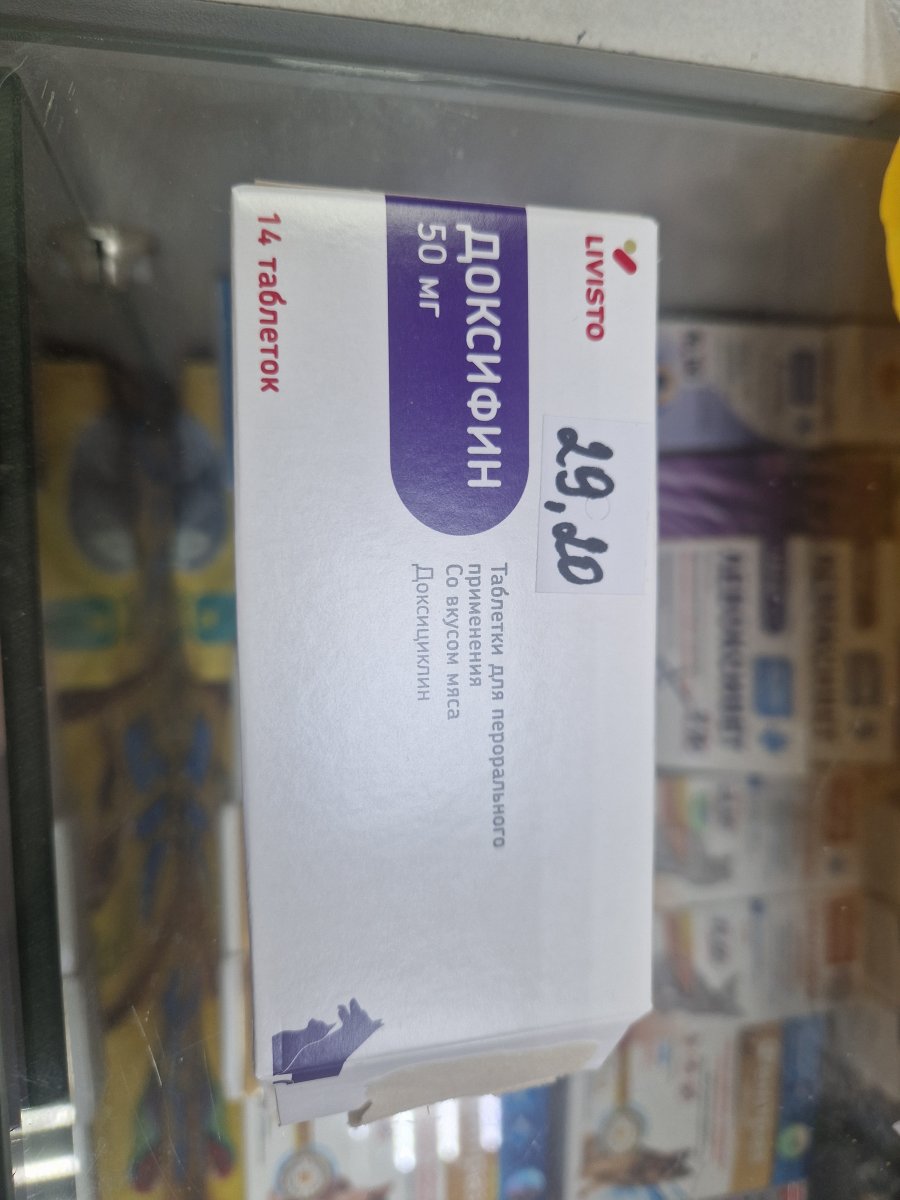 LIVISTO
29,20
ДОКСИФИН
50 мг
Таблетки для перорального
применения
Со вкусом мяса
Доксициклин
14 таблеток